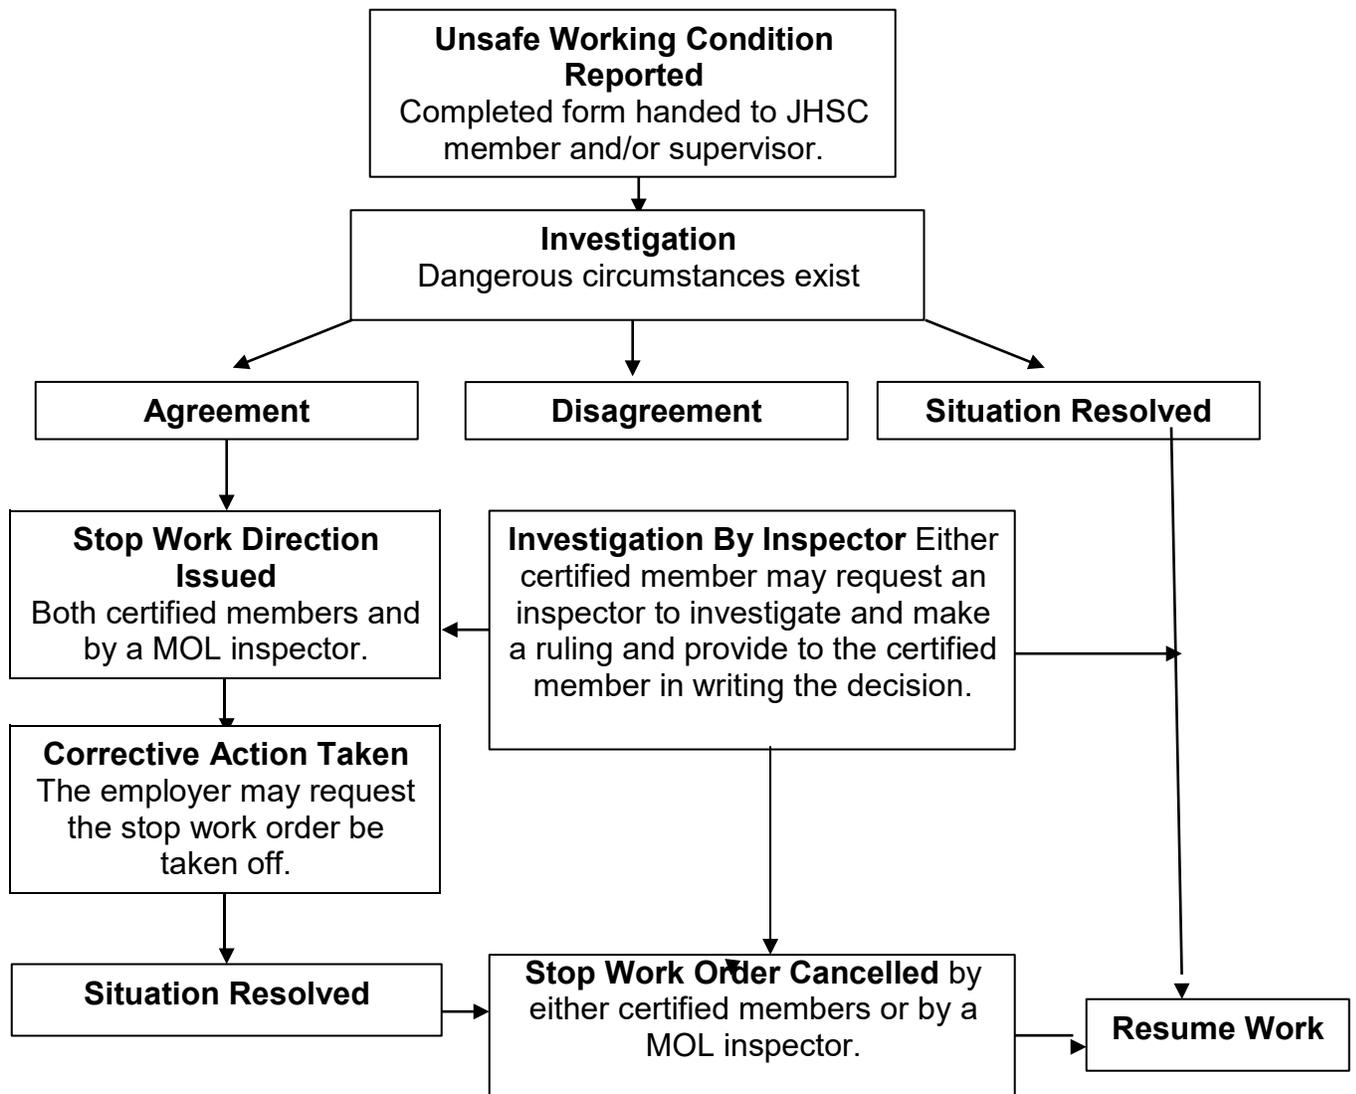 Unsafe Working Condition
Reported
Completed form handed to JHSC
member and/or supervisor.
Investigation
Dangerous circumstances exist
Agreement
Disagreement
Situation Resolved
Stop Work Direction
Issued
Both certified members and
by a MOL inspector.
Investigation By Inspector Either
certified member may request an
inspector to investigate and make
a ruling and provide to the certified
member in writing the decision.
Corrective Action Taken
The employer may request
the stop work order be
taken off.
Situation Resolved
Stop Work Order Cancelled by
either certified members or by a
MOL inspector.
Resume Work